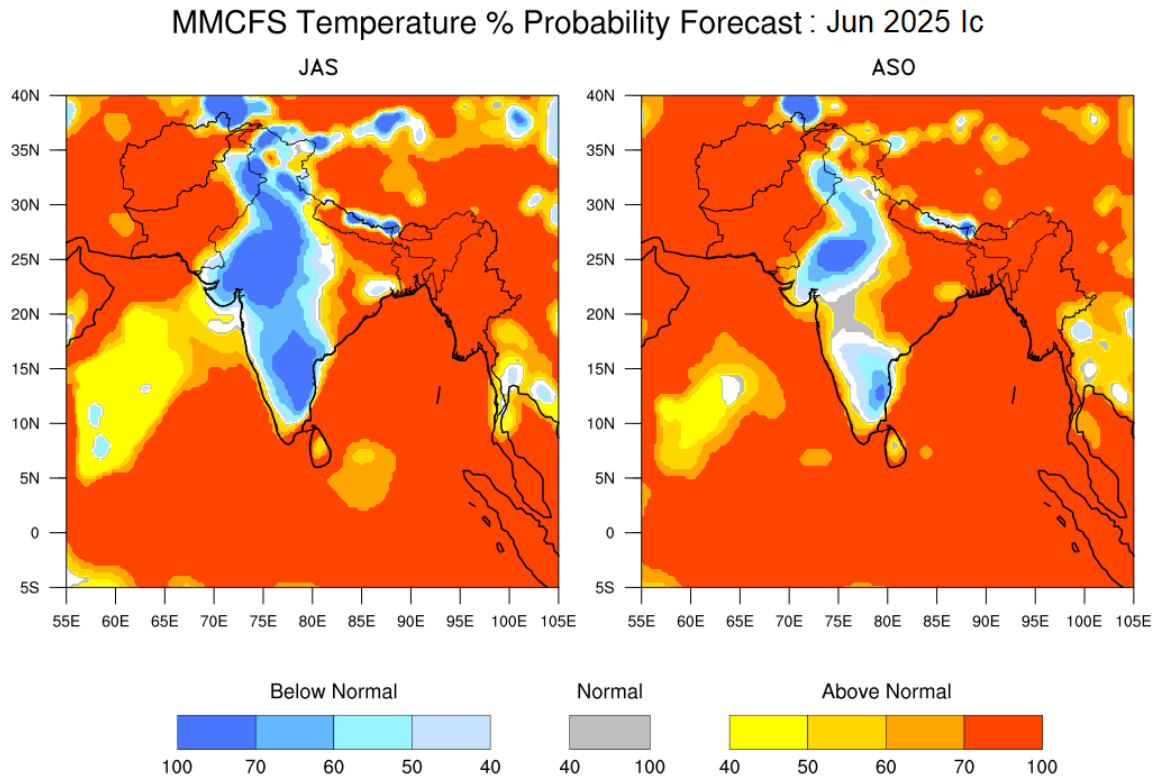 MMCFS Temperature % Probability Forecast : Jun 2025 Ic
JAS
ASO
40N
35N
30N
25N
20N
15N
10N
5N
0
5S
55E 60E 65E 70E 75E 80E 85E 90E 95E 100E 105E
40N
35N
30N
25N
20N
15N
10N
5N
0
5S
55E 60E 65E 70E 75E 80E 85E 90E 95E 100E 105E
Below Normal
Normal
Above Normal
100 70 60 50 40
40 100
40 50 60 70 100